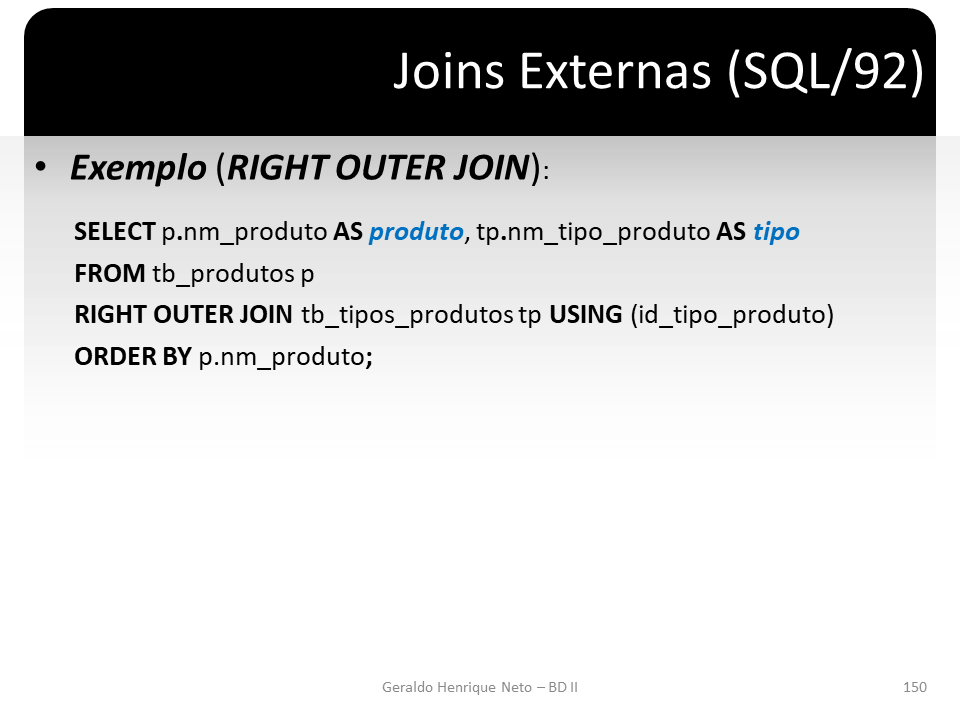 Joins Externas (SQL/92)
• Exemplo (RIGHT OUTER JOIN):
SELECT p.nm_produto AS produto, tp.nm_tipo_produto AS tipo
FROM tb_produtos p
RIGHT OUTER JOIN tb_tipos_produtos tp USING (id_tipo_produto)
ORDER BY p.nm_produto;
Geraldo Henrique Neto – BD II
150